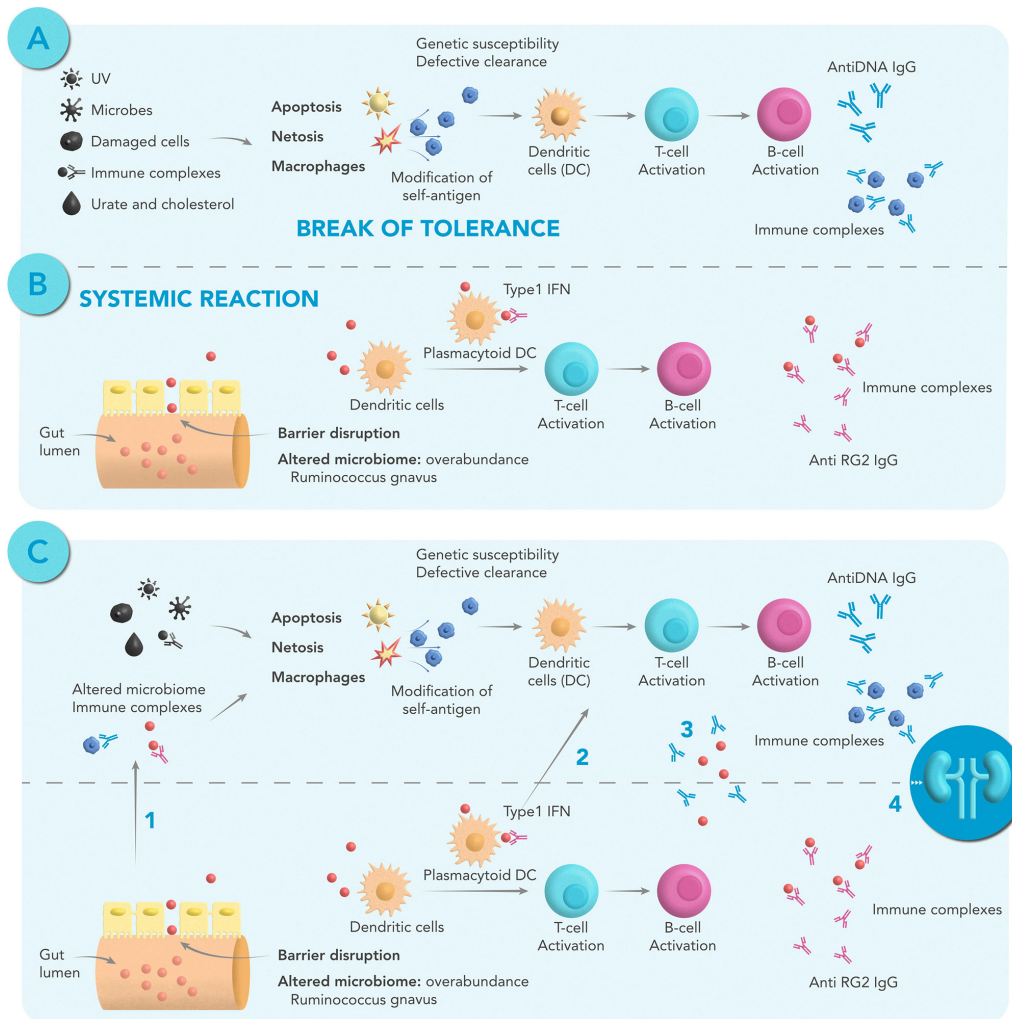 A
Genetic susceptibility
Defective clearance
UV
Microbes
Damaged cells
Immune complexes
Urate and cholesterol
Apoptosis
Netosis
Macrophages
Modification of
self-antigen
Dendritic
cells (DC)
T-cell
Activation
B-cell
Activation
AntiDNA IgG
Immune complexes
BREAK OF TOLERANCE
B
SYSTEMIC REACTION
Type1 IFN
Plasmacytoid DC
Dendritic cells
T-cell
Activation
B-cell
Activation
Immune complexes
Anti RG2 IgG
Gut
lumen
Barrier disruption
Altered microbiome: overabundance
Ruminococcus gnavus
C
Genetic susceptibility
Defective clearance
Apoptosis
Netosis
Macrophages
Modification of
self-antigen
Dendritic
cells (DC)
T-cell
Activation
B-cell
Activation
AntiDNA IgG
Immune complexes
Altered microbiome
Immune complexes
1
2
3
4
Type1 IFN
Plasmacytoid DC
Dendritic cells
T-cell
Activation
B-cell
Activation
Immune complexes
Anti RG2 IgG
Gut
lumen
Barrier disruption
Altered microbiome: overabundance
Ruminococcus gnavus